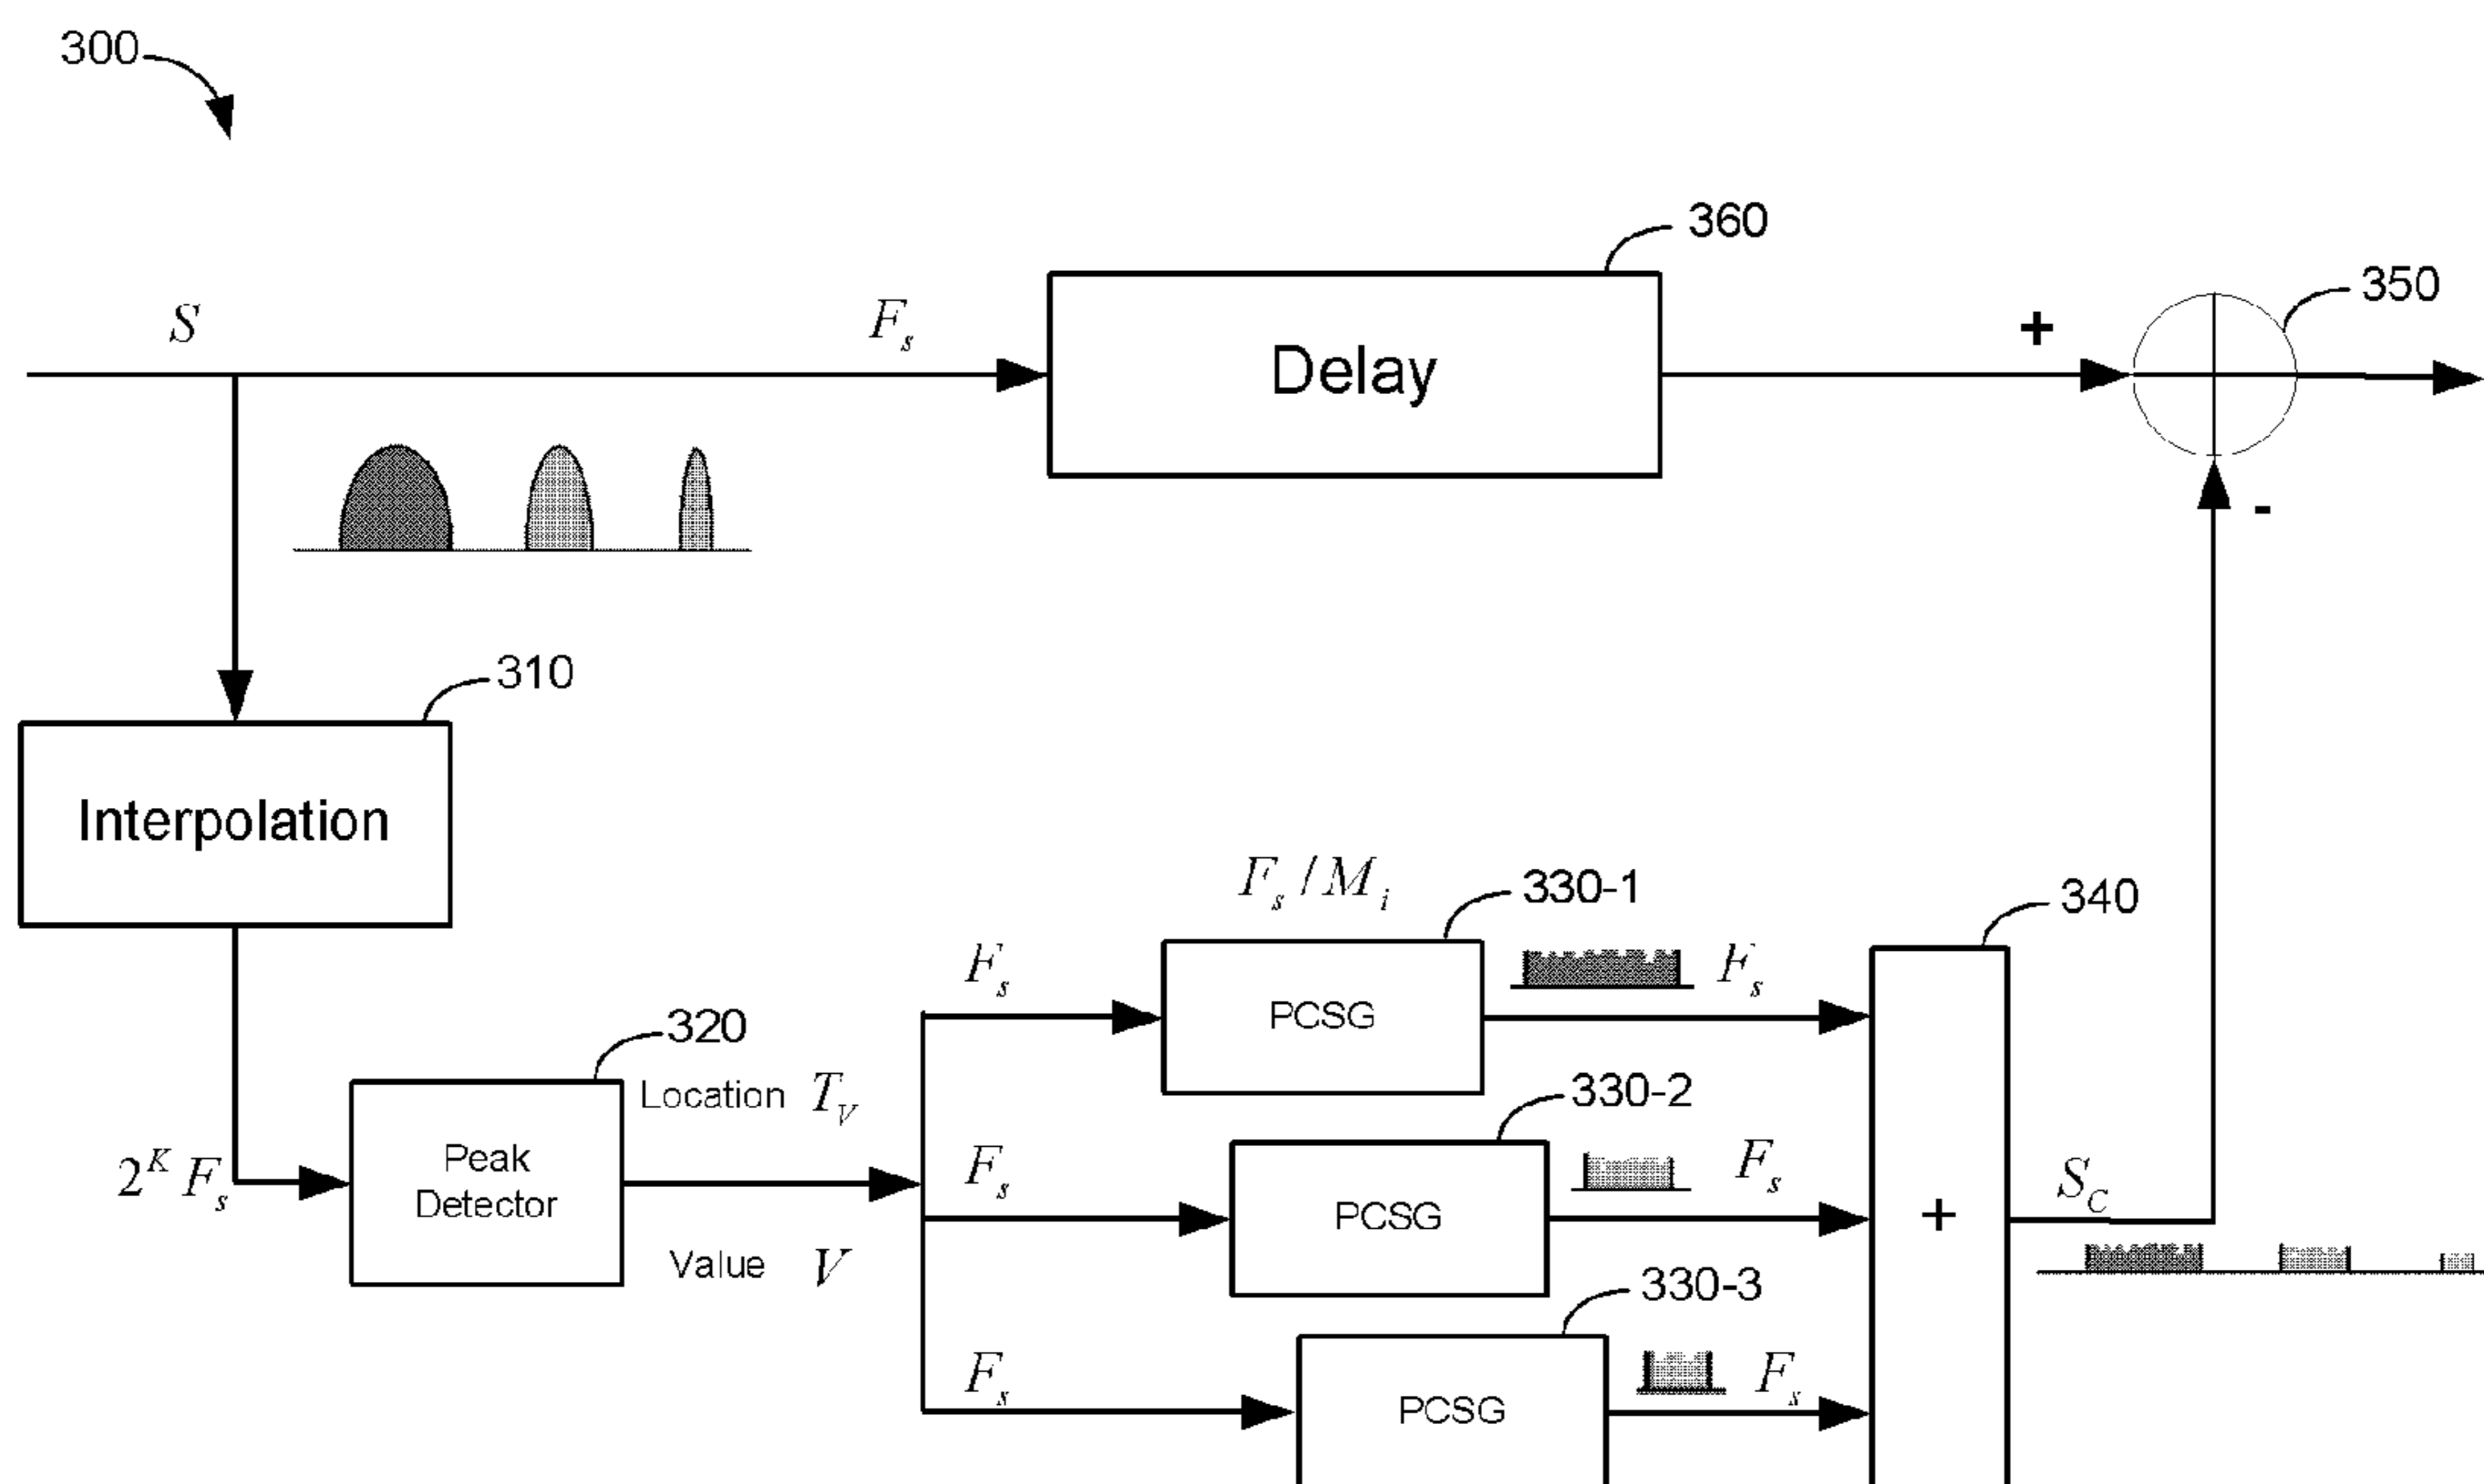 300
360
350
S
F_s
+
Delay
-
310
Interpolation
F_s / M_i
330-1
340
F_s
PCSG
F_s
320
Location T_V
330-2
2^K F_s
Peak
Detector
F_s
PCSG
F_s
+
S_C
Value V
330-3
F_s
PCSG
F_s